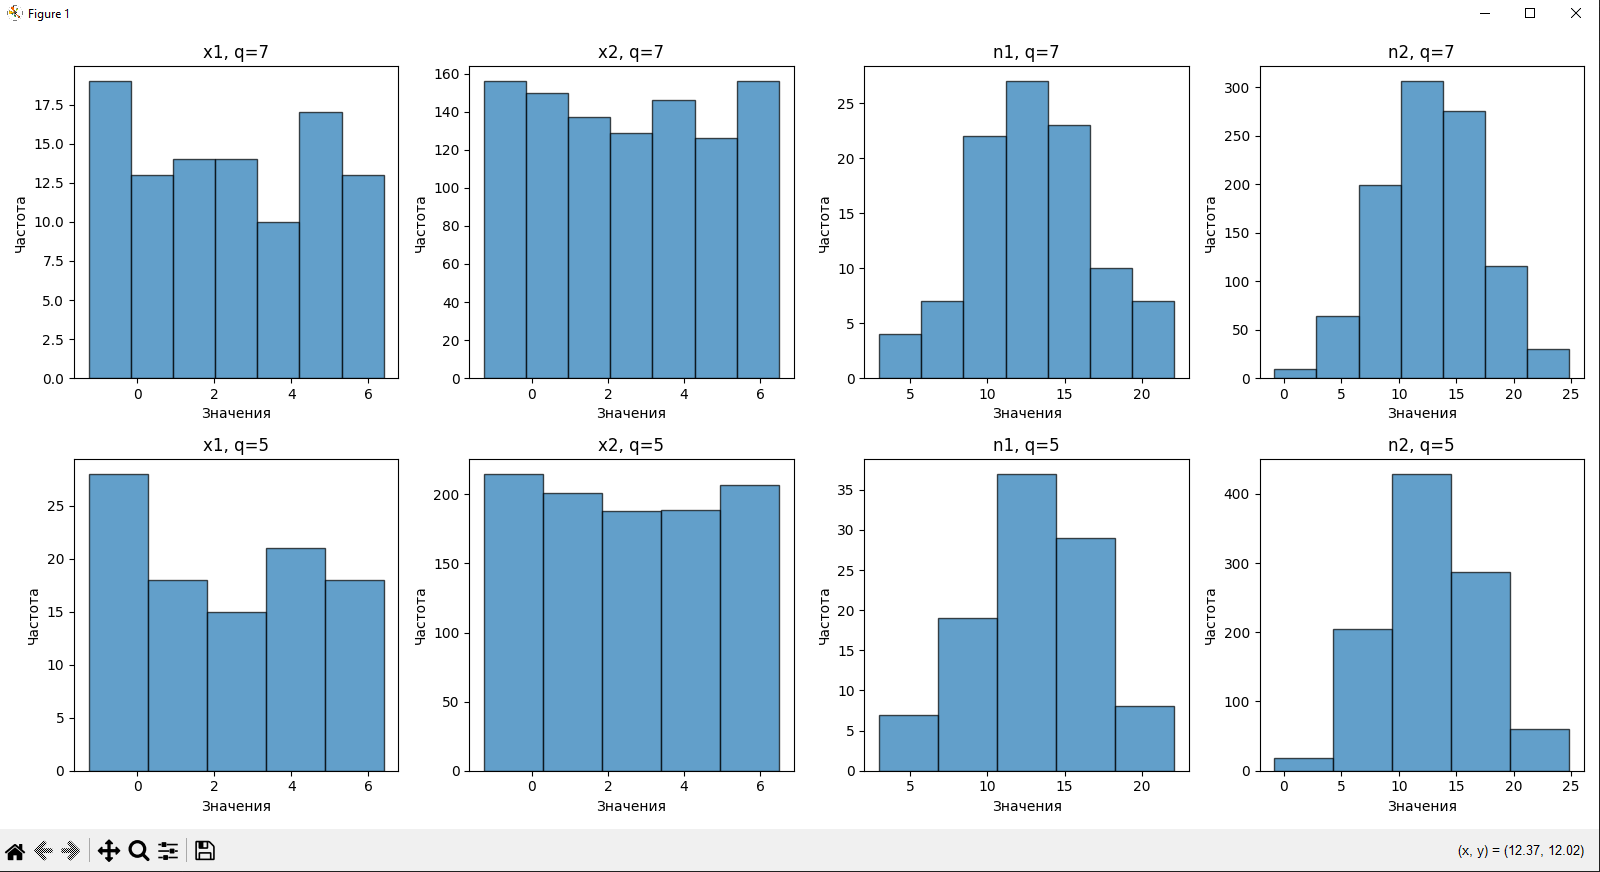 Figure 1
x1, q=7
17.5
15.0
12.5
10.0
7.5
5.0
2.5
0.0
Частота
0 2 4 6
Значения
x2, q=7
160
140
120
100
80
60
40
20
0
Частота
0 2 4 6
Значения
n1, q=7
25
20
15
10
5
0
Частота
5 10 15 20
Значения
n2, q=7
300
250
200
150
100
50
0
Частота
0 5 10 15 20 25
Значения
x1, q=5
25
20
15
10
5
0
Частота
0 2 4 6
Значения
x2, q=5
200
150
100
50
0
Частота
0 2 4 6
Значения
n1, q=5
35
30
25
20
15
10
5
0
Частота
5 10 15 20
Значения
n2, q=5
400
300
200
100
0
Частота
0 5 10 15 20 25
Значения
(x, y) = (12.37, 12.02)